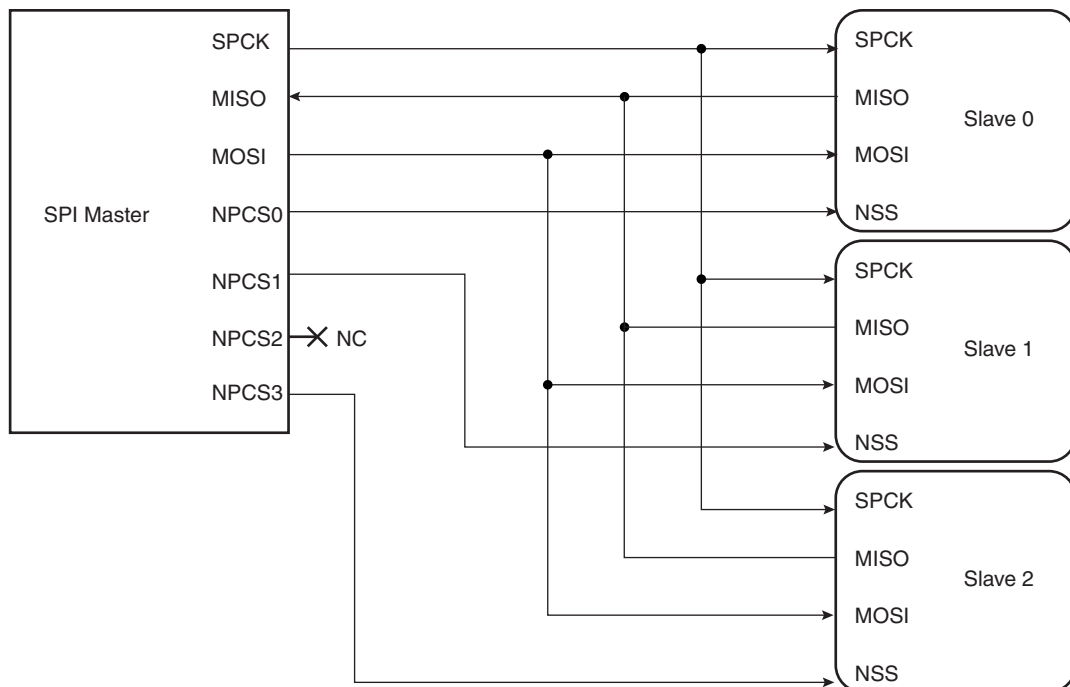 SPI Master
SPCK
MISO
MOSI
NPCS0
NPCS1
NPCS2
NC
NPCS3
SPCK
MISO
Slave 0
MOSI
NSS
SPCK
MISO
Slave 1
MOSI
NSS
SPCK
MISO
Slave 2
MOSI
NSS